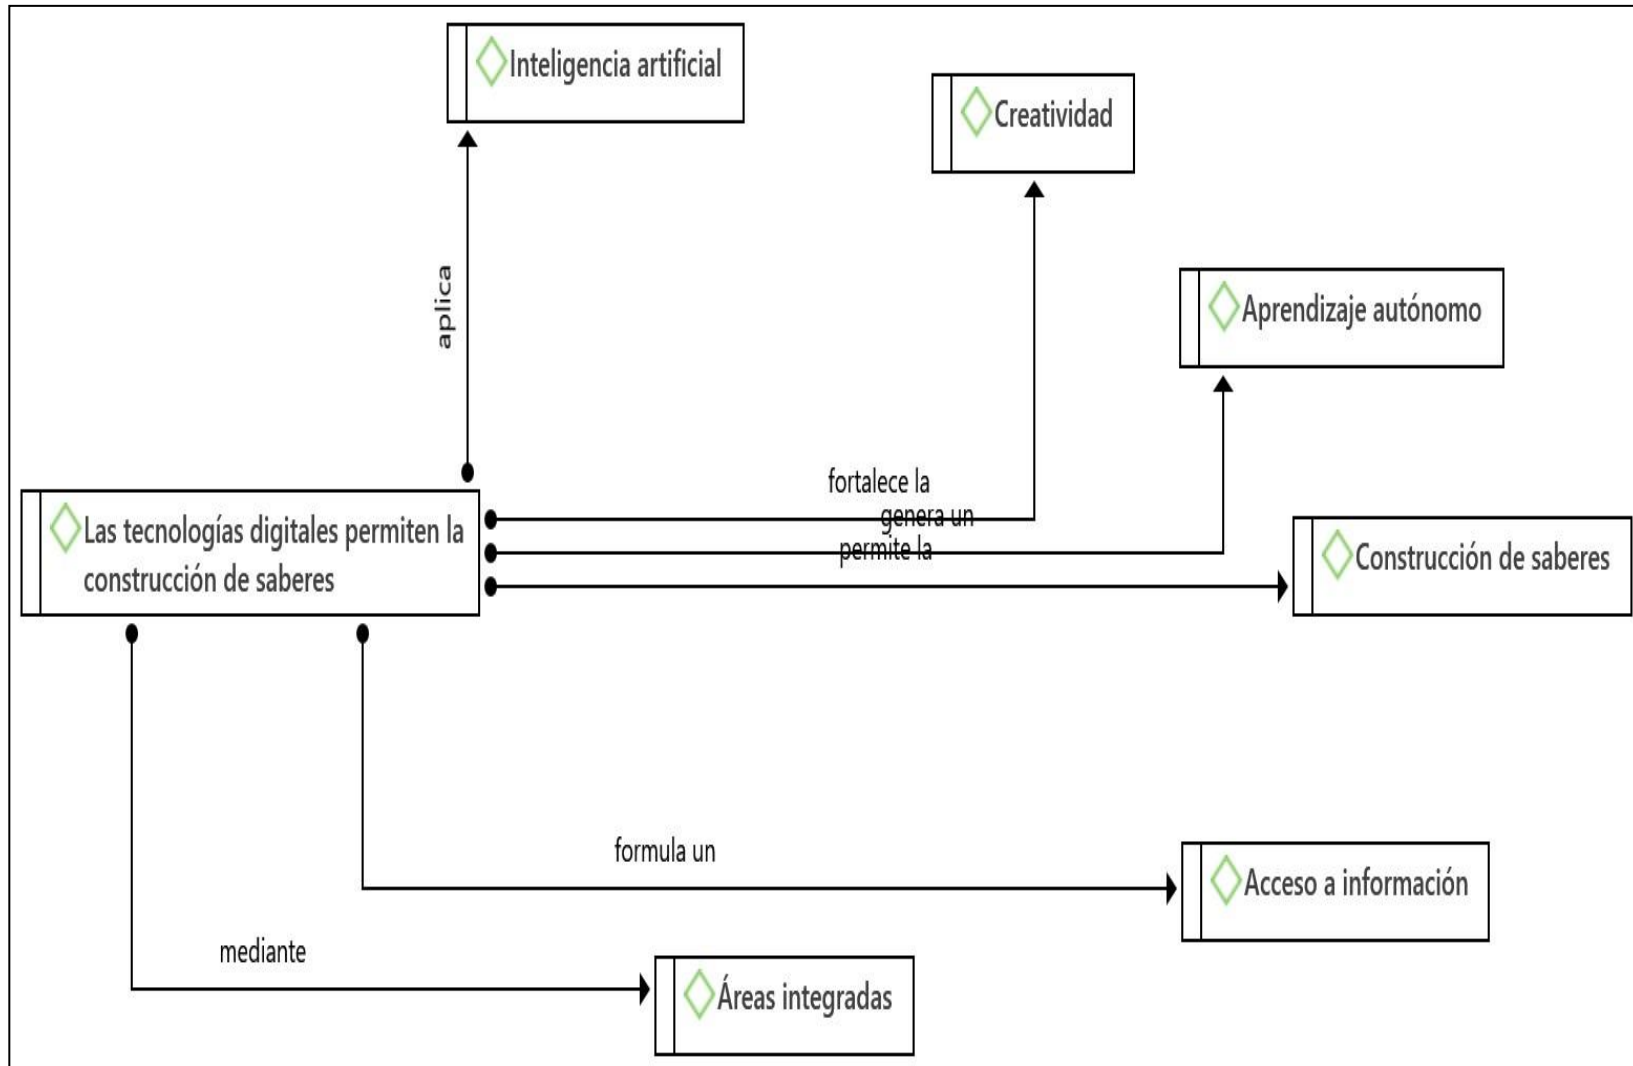 Inteligencia artificial
Creatividad
aplica
Aprendizaje autónomo
fortalece la
genera un
permite la
Las tecnologías digitales permiten la
construcción de saberes
Construcción de saberes
formula un
Acceso a información
mediante
Áreas integradas